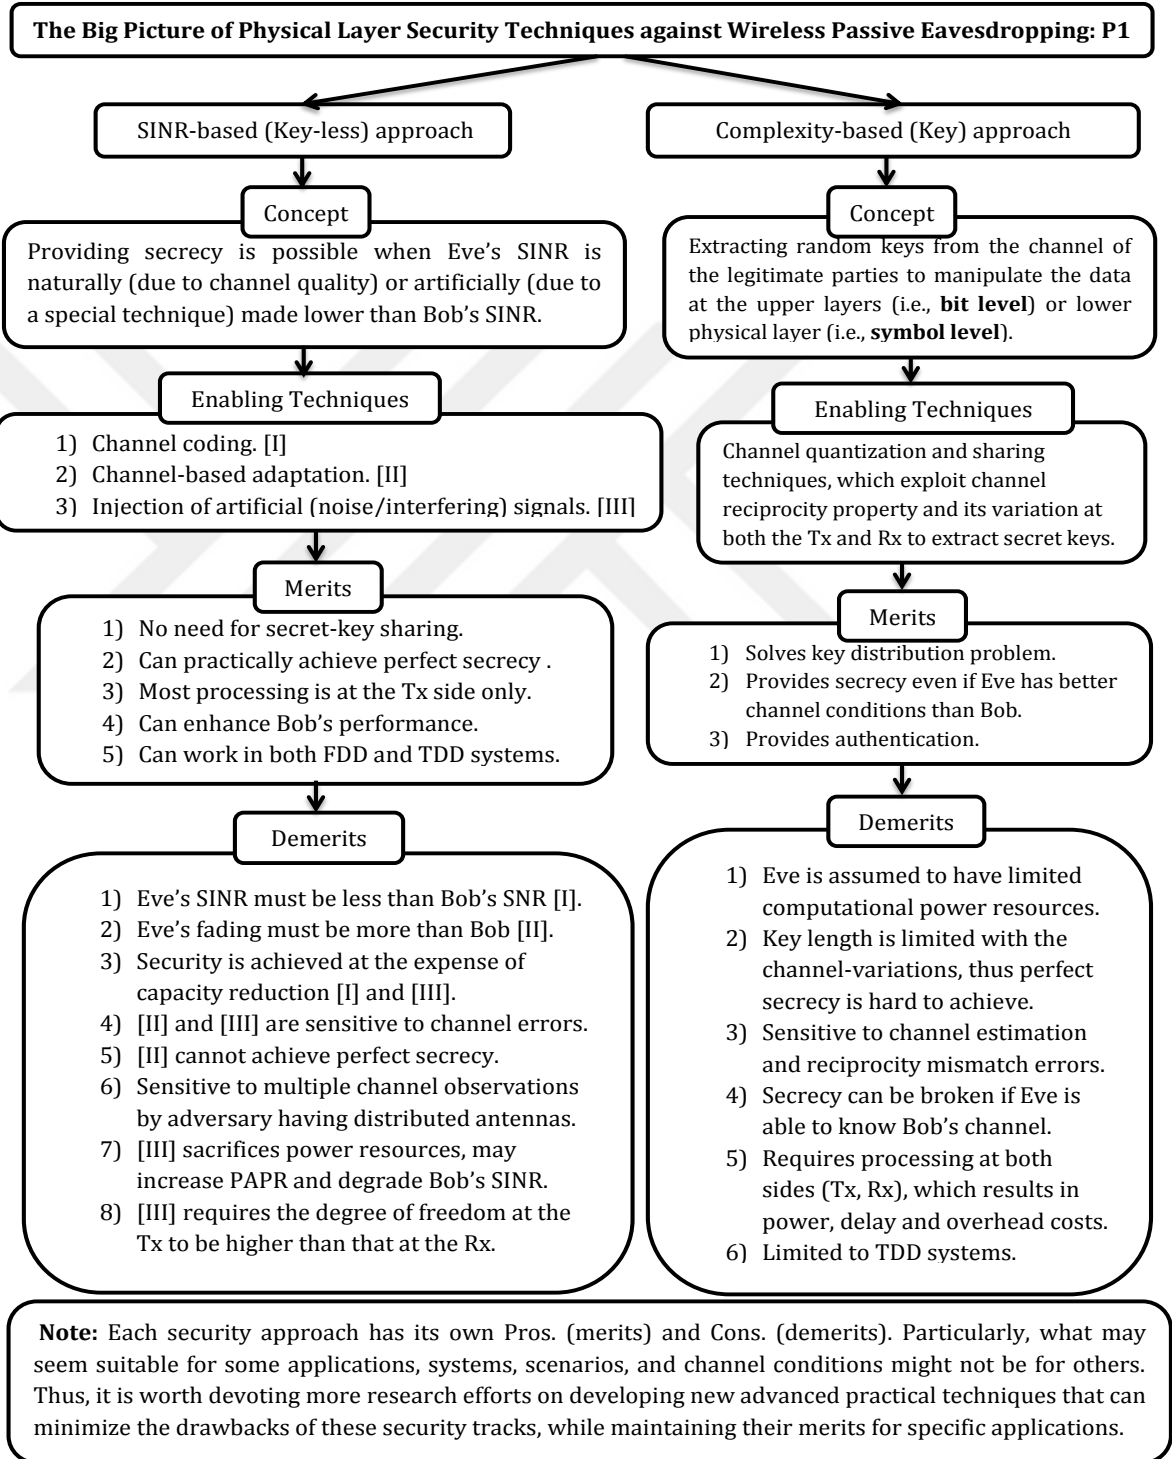 The Big Picture of Physical Layer Security Techniques against Wireless Passive Eavesdropping: P1
SINR-based (Key-less) approach
Concept
Providing secrecy is possible when Eve's SINR is
naturally (due to channel quality) or artificially (due to
a special technique) made lower than Bob's SINR.
Enabling Techniques
1) Channel coding. [I]
2) Channel-based adaptation. [II]
3) Injection of artificial (noise/interfering) signals. [III]
Merits
1) No need for secret-key sharing.
2) Can practically achieve perfect secrecy .
3) Most processing is at the Tx side only.
4) Can enhance Bob's performance.
5) Can work in both FDD and TDD systems.
Demerits
1) Eve's SINR must be less than Bob's SNR [I].
2) Eve's fading must be more than Bob [II].
3) Security is achieved at the expense of
capacity reduction [I] and [III].
4) [II] and [III] are sensitive to channel errors.
5) [II] cannot achieve perfect secrecy.
6) Sensitive to multiple channel observations
by adversary having distributed antennas.
7) [III] sacrifices power resources, may
increase PAPR and degrade Bob's SINR.
8) [III] requires the degree of freedom at the
Tx to be higher than that at the Rx.
Complexity-based (Key) approach
Concept
Extracting random keys from the channel of
the legitimate parties to manipulate the data
at the upper layers (i.e., bit level) or lower
physical layer (i.e., symbol level).
Enabling Techniques
Channel quantization and sharing
techniques, which exploit channel
reciprocity property and its variation at
both the Tx and Rx to extract secret keys.
Merits
1) Solves key distribution problem.
2) Provides secrecy even if Eve has better
channel conditions than Bob.
3) Provides authentication.
Demerits
1) Eve is assumed to have limited
computational power resources.
2) Key length is limited with the
channel-variations, thus perfect
secrecy is hard to achieve.
3) Sensitive to channel estimation
and reciprocity mismatch errors.
4) Secrecy can be broken if Eve is
able to know Bob's channel.
5) Requires processing at both
sides (Tx, Rx), which results in
power, delay and overhead costs.
6) Limited to TDD systems.
Note: Each security approach has its own Pros. (merits) and Cons. (demerits). Particularly, what may
seem suitable for some applications, systems, scenarios, and channel conditions might not be for others.
Thus, it is worth devoting more research efforts on developing new advanced practical techniques that can
minimize the drawbacks of these security tracks, while maintaining their merits for specific applications.